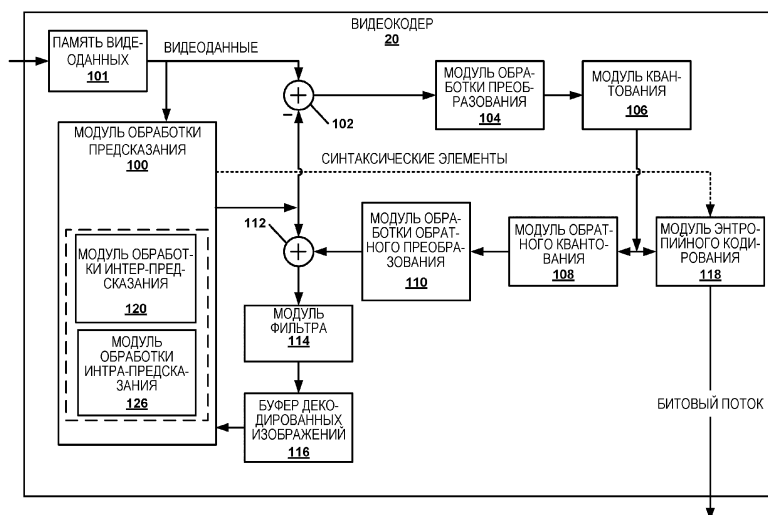 ВИДЕОКОДЕР
20
ПАМЯТЬ ВИДЕ-
ОДАННЫХ
101
ВИДЕОДАННЫЕ
102
МОДУЛЬ ОБРА-
БОТКИ ПРЕОБ-
РАЗОВАНИЯ
104
МОДУЛЬ КВАН-
ТОВАНИЯ
106
МОДУЛЬ ОБРАБОТКИ
ПРЕДСКАЗАНИЯ
100
СИНТАКСИЧЕСКИЕ ЭЛЕМЕНТЫ
МОДУЛЬ ОБРАБОТ-
КИ ИНТЕР-ПРЕД-
СКАЗАНИЯ
120
МОДУЛЬ
ОБРАБОТКИ
ИНТРА-ПРЕДСКА-
ЗАНИЯ
126
112
МОДУЛЬ ОБРА-
БОТКИ ОБРАТ-
НОГО ПРЕОБРА-
ЗОВАНИЯ
110
МОДУЛЬ ОБРАТ-
НОГО КВАНТО-
ВАНИЯ
108
МОДУЛЬ ЭНТРО-
ПИЙНОГО КОДИ-
РОВАНИЯ
118
МОДУЛЬ
ФИЛЬТРА
114
БУФЕР ДЕКО-
ДИРОВАННЫХ
ИЗОБРАЖЕНИЙ
116
БИТОВЫЙ ПОТОК